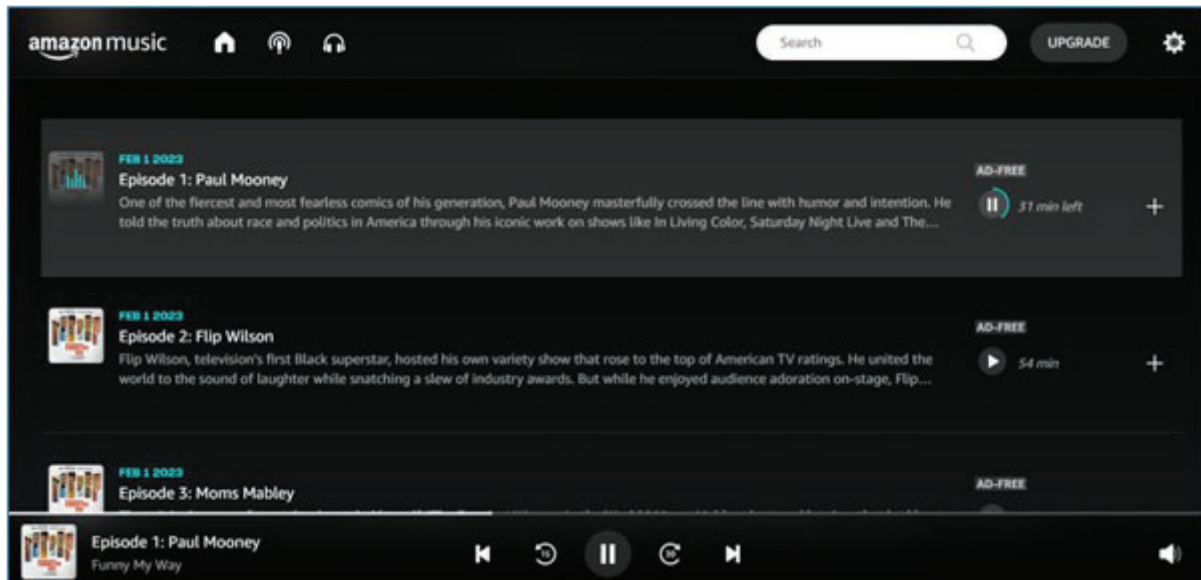 amazon music
Search
UPGRADE
FEB 1 2023
Episode 1: Paul Mooney
One of the fiercest and most fearless comics of his generation, Paul Mooney masterfully crossed the line with humor and intention. He
told the truth about race and politics in America through his iconic work on shows like In Living Color, Saturday Night Live and The...
AD-FREE
31 min left
FEB 1 2023
Episode 2: Flip Wilson
Flip Wilson, television's first Black superstar, hosted his own variety show that rose to the top of American TV ratings. He united the
world to the sound of laughter while snatching a slew of industry awards. But while he enjoyed audience adoration on-stage, Flip...
AD-FREE
54 min
FEB 1 2023
Episode 3: Moms Mabley
AD-FREE
Episode 1: Paul Mooney
Funny My Way
15
30